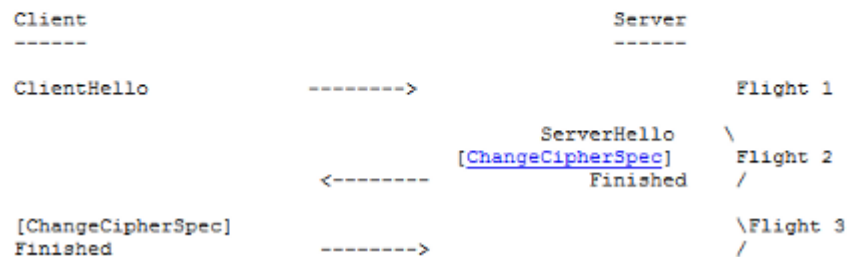 Client Server
------ ------
ClientHello --------> Flight 1
ServerHello \
[ChangeCipherSpec] Flight 2
<-------- Finished /
[ChangeCipherSpec] \Flight 3
Finished --------> /